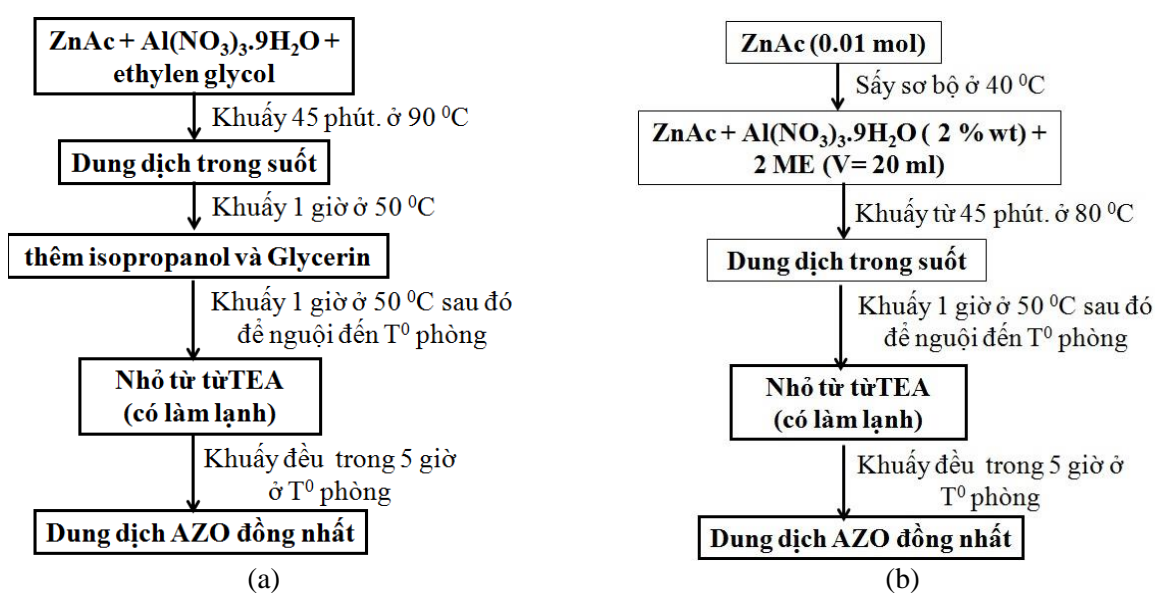 ZnAc + Al(NO₃)₃.9H₂O +
ethylen glycol
Khuấy 45 phút. ở 90 ⁰C
Dung dịch trong suốt
Khuấy 1 giờ ở 50 ⁰C
thêm isopropanol và Glycerin
Khuấy 1 giờ ở 50 ⁰C sau đó
để nguội đến T⁰ phòng
Nhỏ từ từTEA
(có làm lạnh)
Khuấy đều trong 5 giờ
ở T⁰ phòng
Dung dịch AZO đồng nhất
(a)
ZnAc (0.01 mol)
Sấy sơ bộ ở 40 ⁰C
ZnAc + Al(NO₃)₃.9H₂O ( 2 % wt) +
2 ME (V= 20 ml)
Khuấy từ 45 phút. ở 80 ⁰C
Dung dịch trong suốt
Khuấy 1 giờ ở 50 ⁰C sau đó
để nguội đến T⁰ phòng
Nhỏ từ từTEA
(có làm lạnh)
Khuấy đều trong 5 giờ ở
T⁰ phòng
Dung dịch AZO đồng nhất
(b)